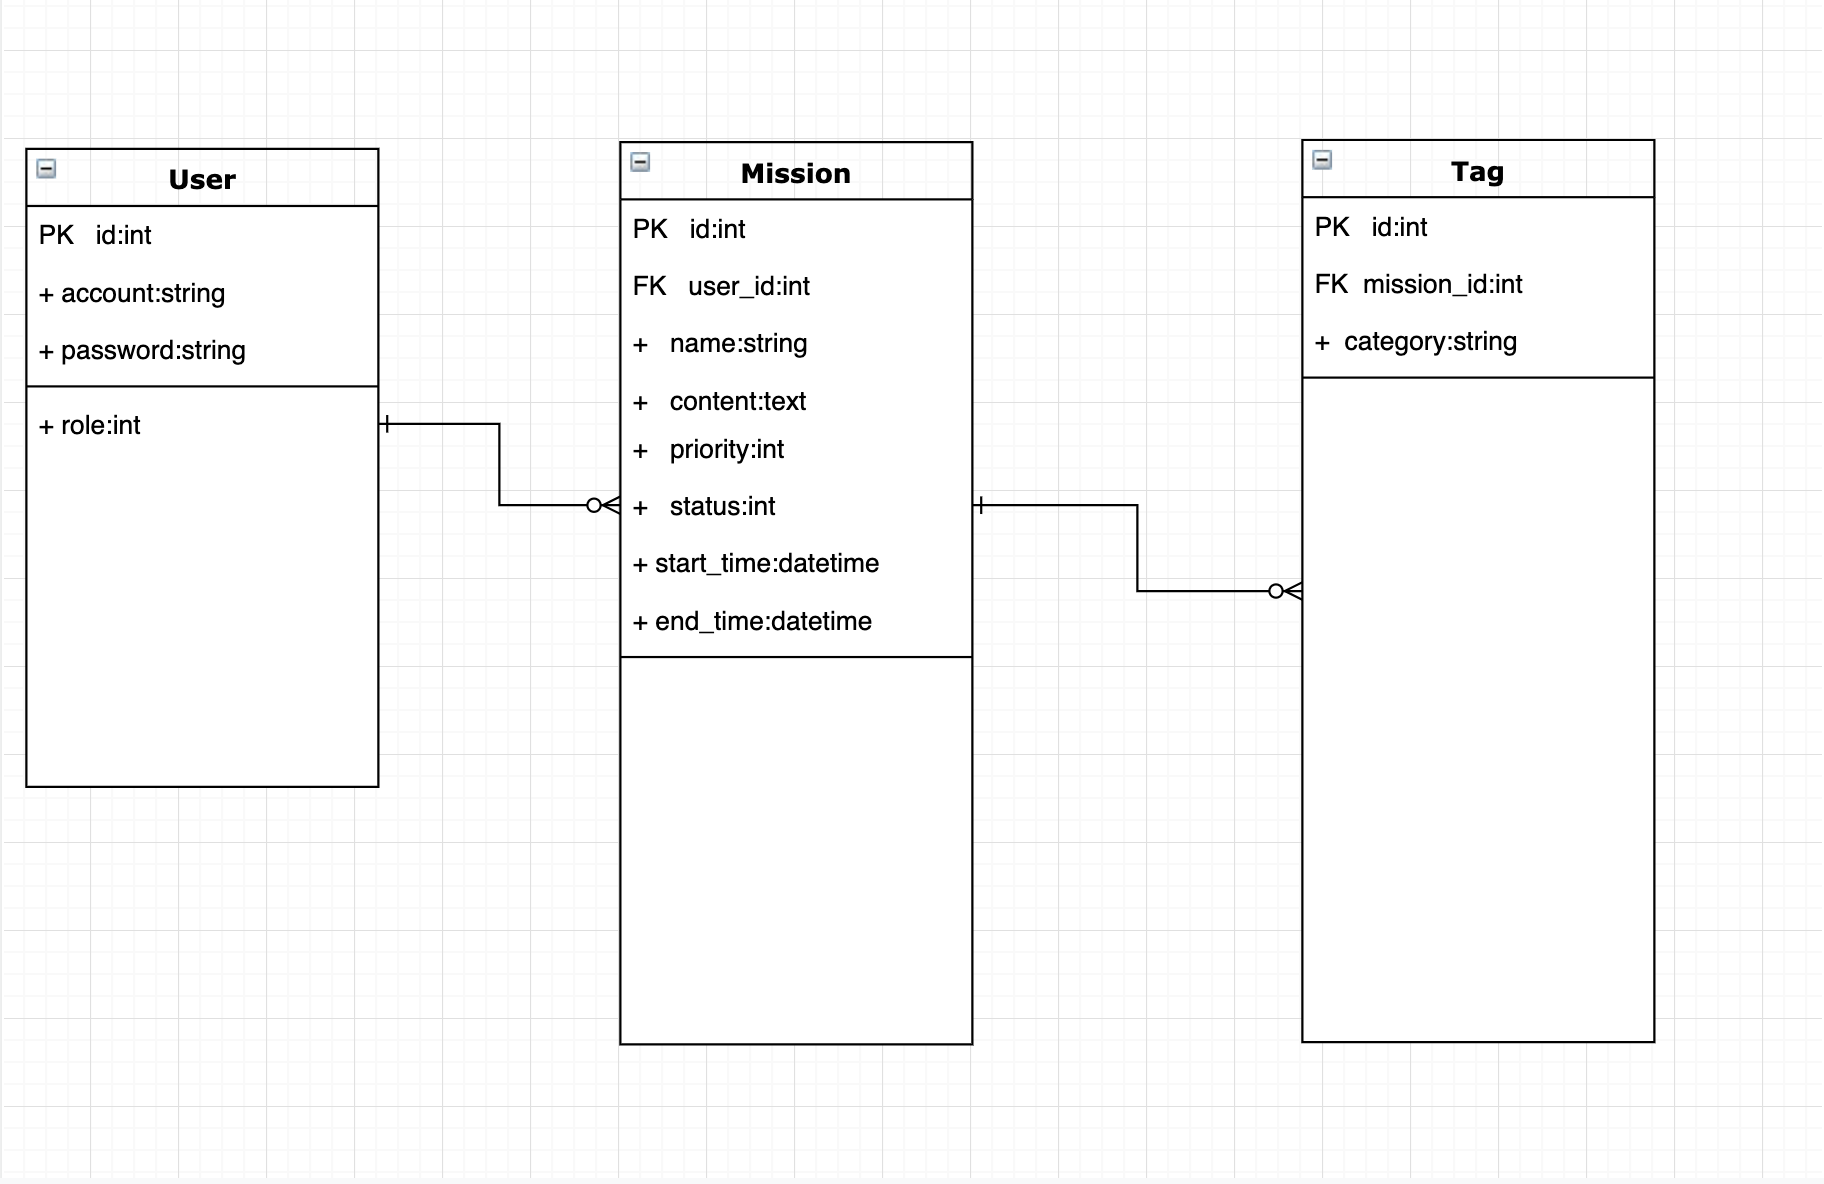 User
PK id:int
+ account:string
+ password:string
+ role:int
Mission
PK id:int
FK user_id:int
+ name:string
+ content:text
+ priority:int
+ status:int
+ start_time:datetime
+ end_time:datetime
Tag
PK id:int
FK mission_id:int
+ category:string